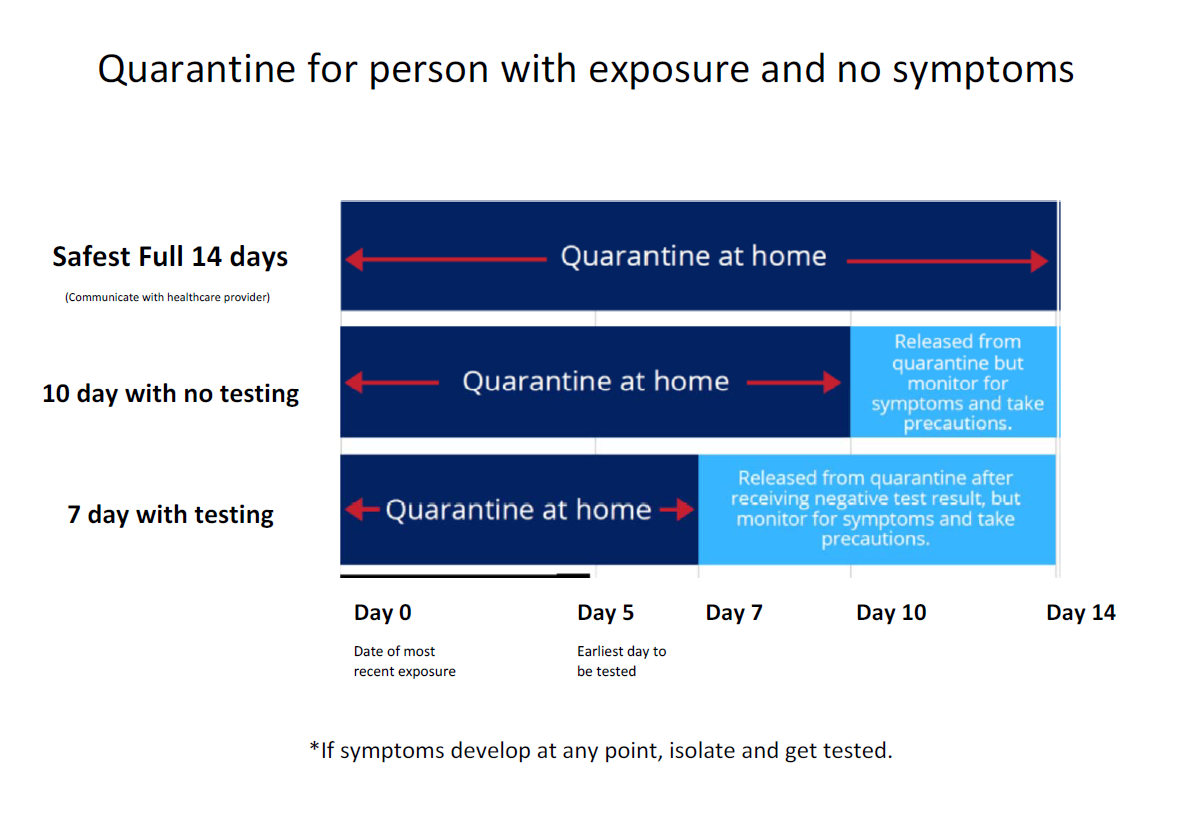 Quarantine for person with exposure and no symptoms
Safest Full 14 days
(Communicate with healthcare provider)
Quarantine at home
10 day with no testing
Quarantine at home
Released from
quarantine but
monitor for
symptoms and take
precautions.
7 day with testing
Quarantine at home
Released from quarantine after
receiving negative test result, but
monitor for symptoms and take
precautions.
Day 0
Date of most
recent exposure
Day 5
Earliest day to
be tested
Day 7
Day 10
Day 14
*If symptoms develop at any point, isolate and get tested.